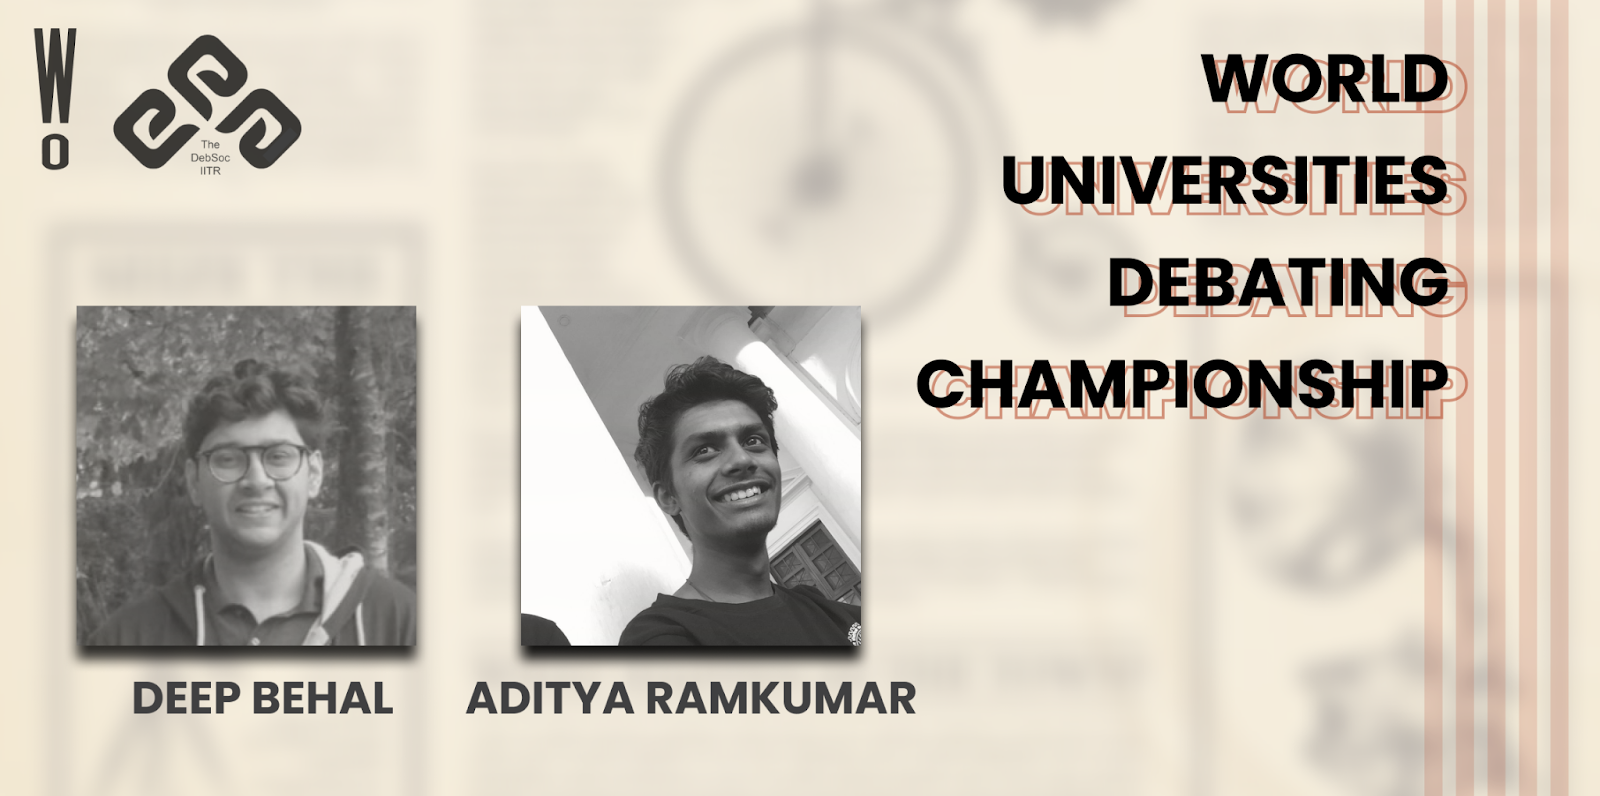 W
O
The
DebSoc
IITR
WORLD
UNIVERSITIES
DEBATING
CHAMPIONSHIP
DEEP BEHAL
ADITYA RAMKUMAR